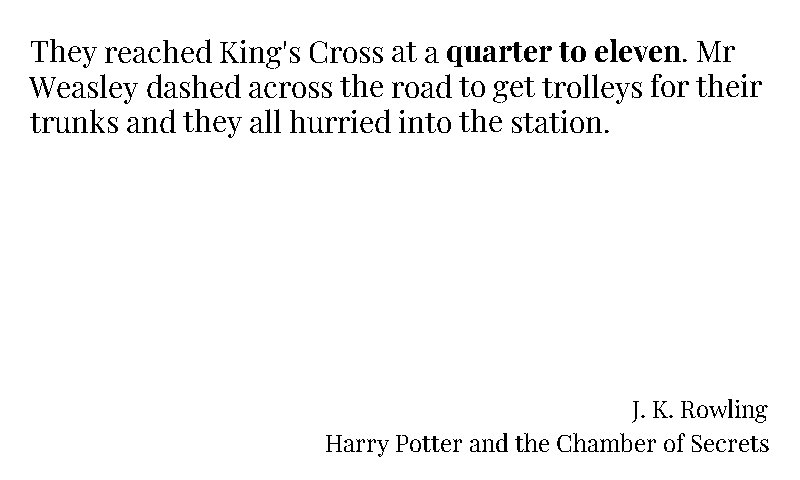 They reached King's Cross at a quarter to eleven. Mr
Weasley dashed across the road to get trolleys for their
trunks and they all hurried into the station.
J. K. Rowling
Harry Potter and the Chamber of Secrets